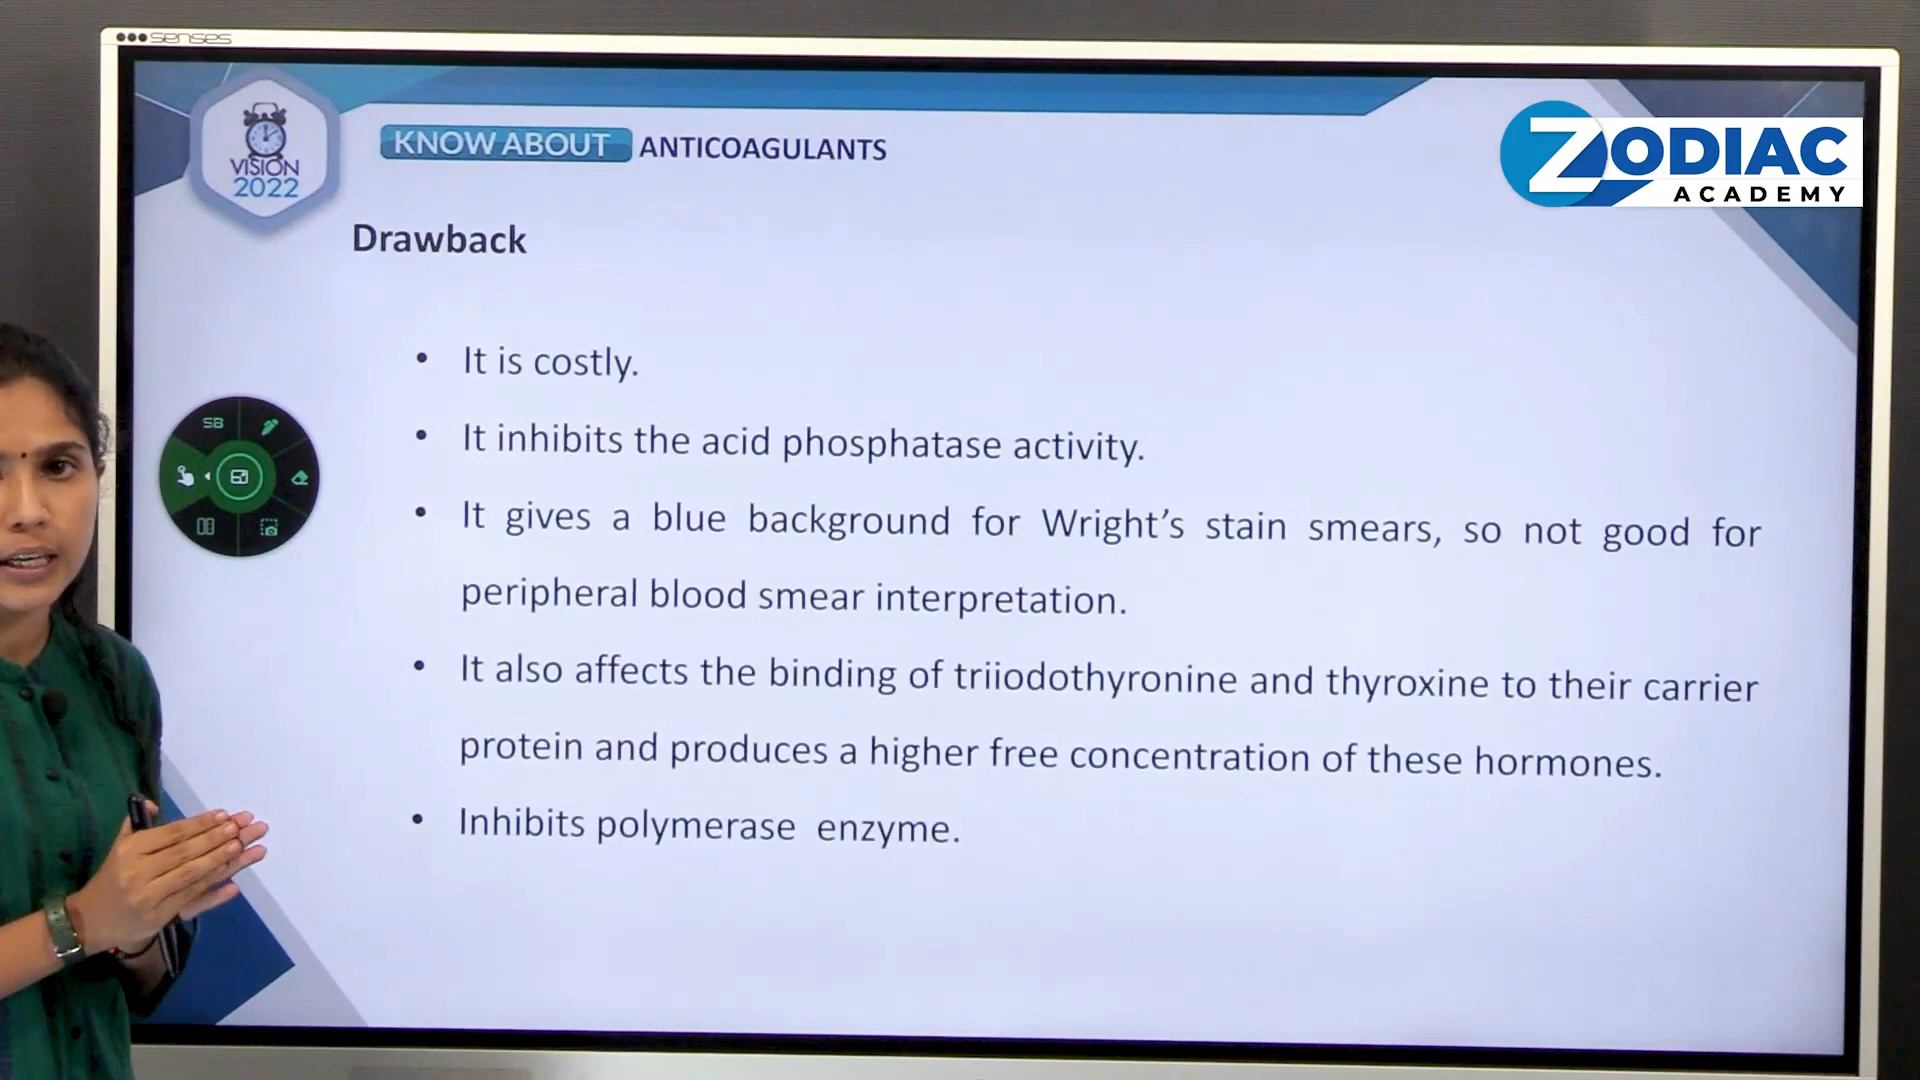 senses
VISION
2022
KNOW ABOUT ANTICOAGULANTS
ZODIAC
ACADEMY
Drawback
• It is costly.
• It inhibits the acid phosphatase activity.
• It gives a blue background for Wright’s stain smears, so not good for
peripheral blood smear interpretation.
• It also affects the binding of triiodothyronine and thyroxine to their carrier
protein and produces a higher free concentration of these hormones.
• Inhibits polymerase enzyme.
SB